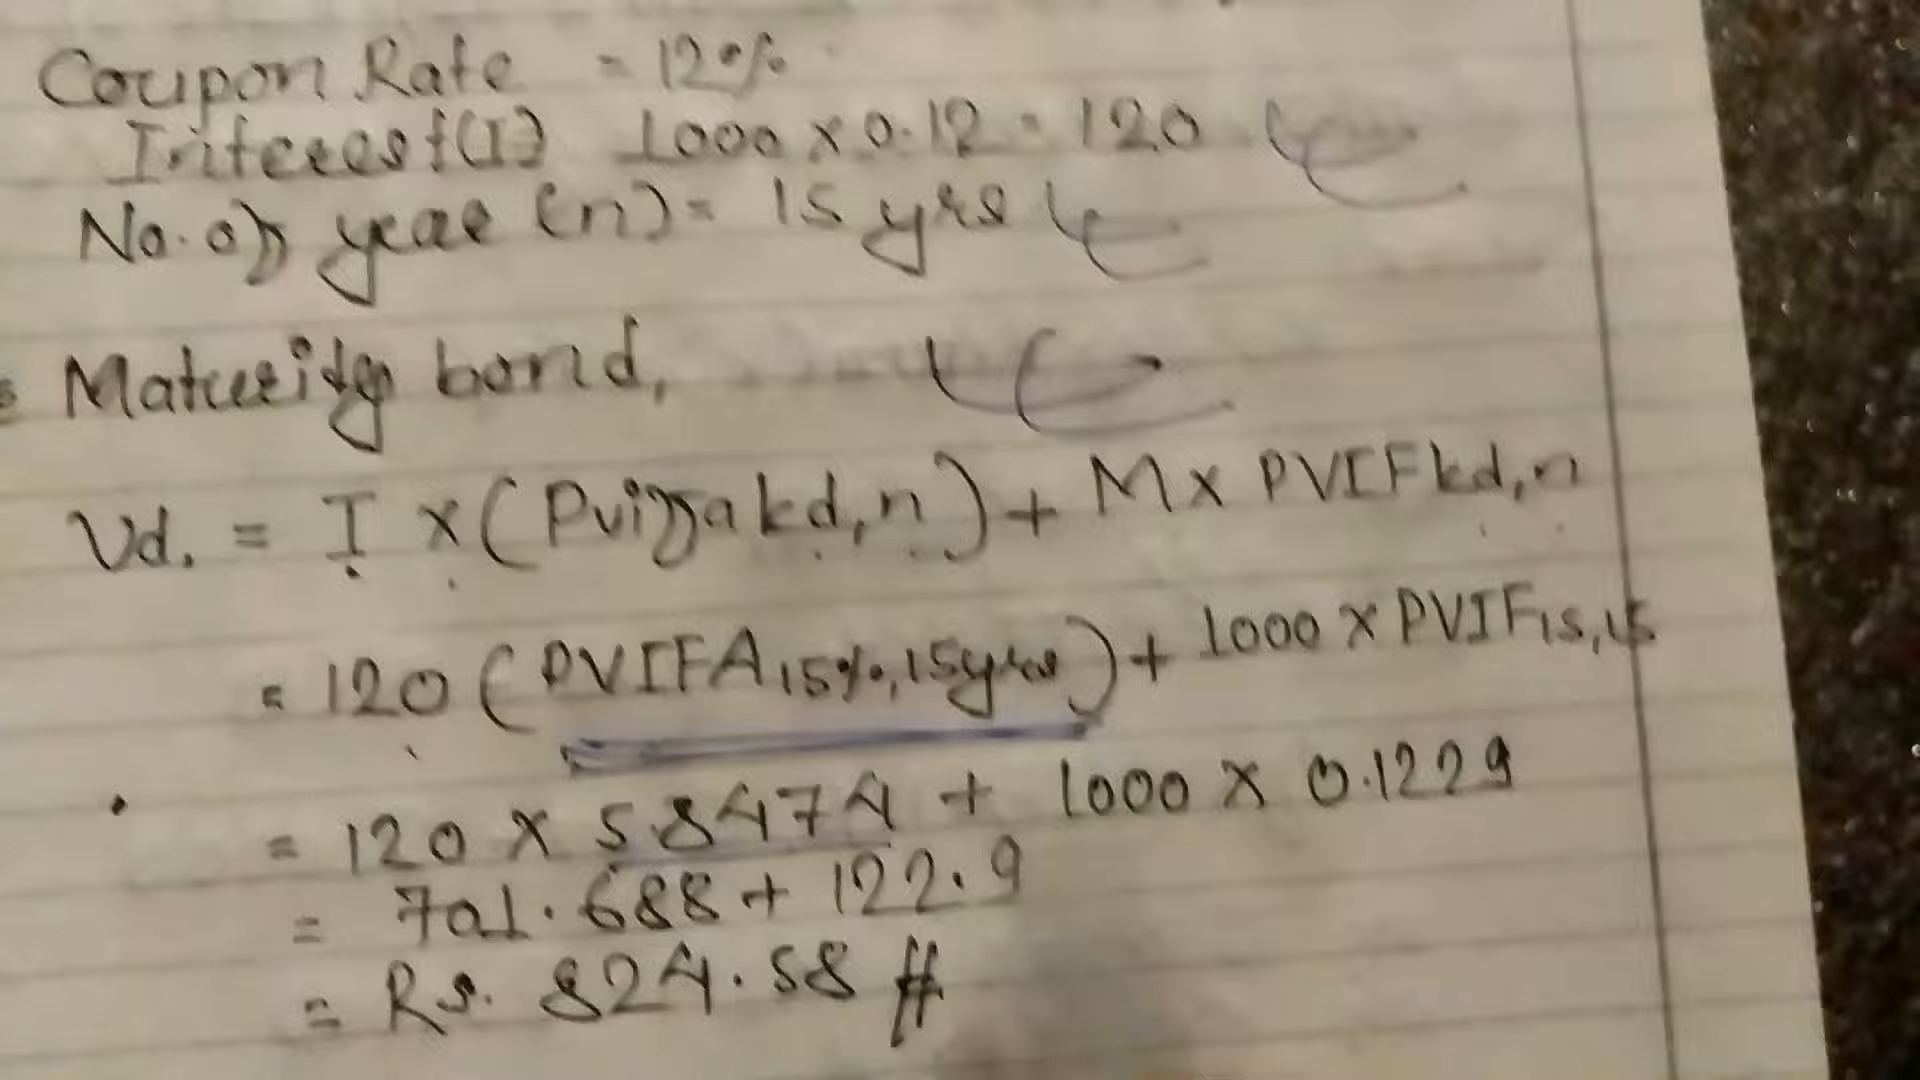 Coupon Rate = 12%
Interest(I) 1000 x 0.12 = 120
No. of year (n) = 15 yrs
Maturity bond,
Vd. = I x (Pvifa kd,n) + M x PVIF kd,n
= 120 (PVIFA 15%, 15yrs) + 1000 x PVIF 15,15
= 120 x 5.8474 + 1000 x 0.1229
= 701.688 + 122.9
= Rs. 824.58 #